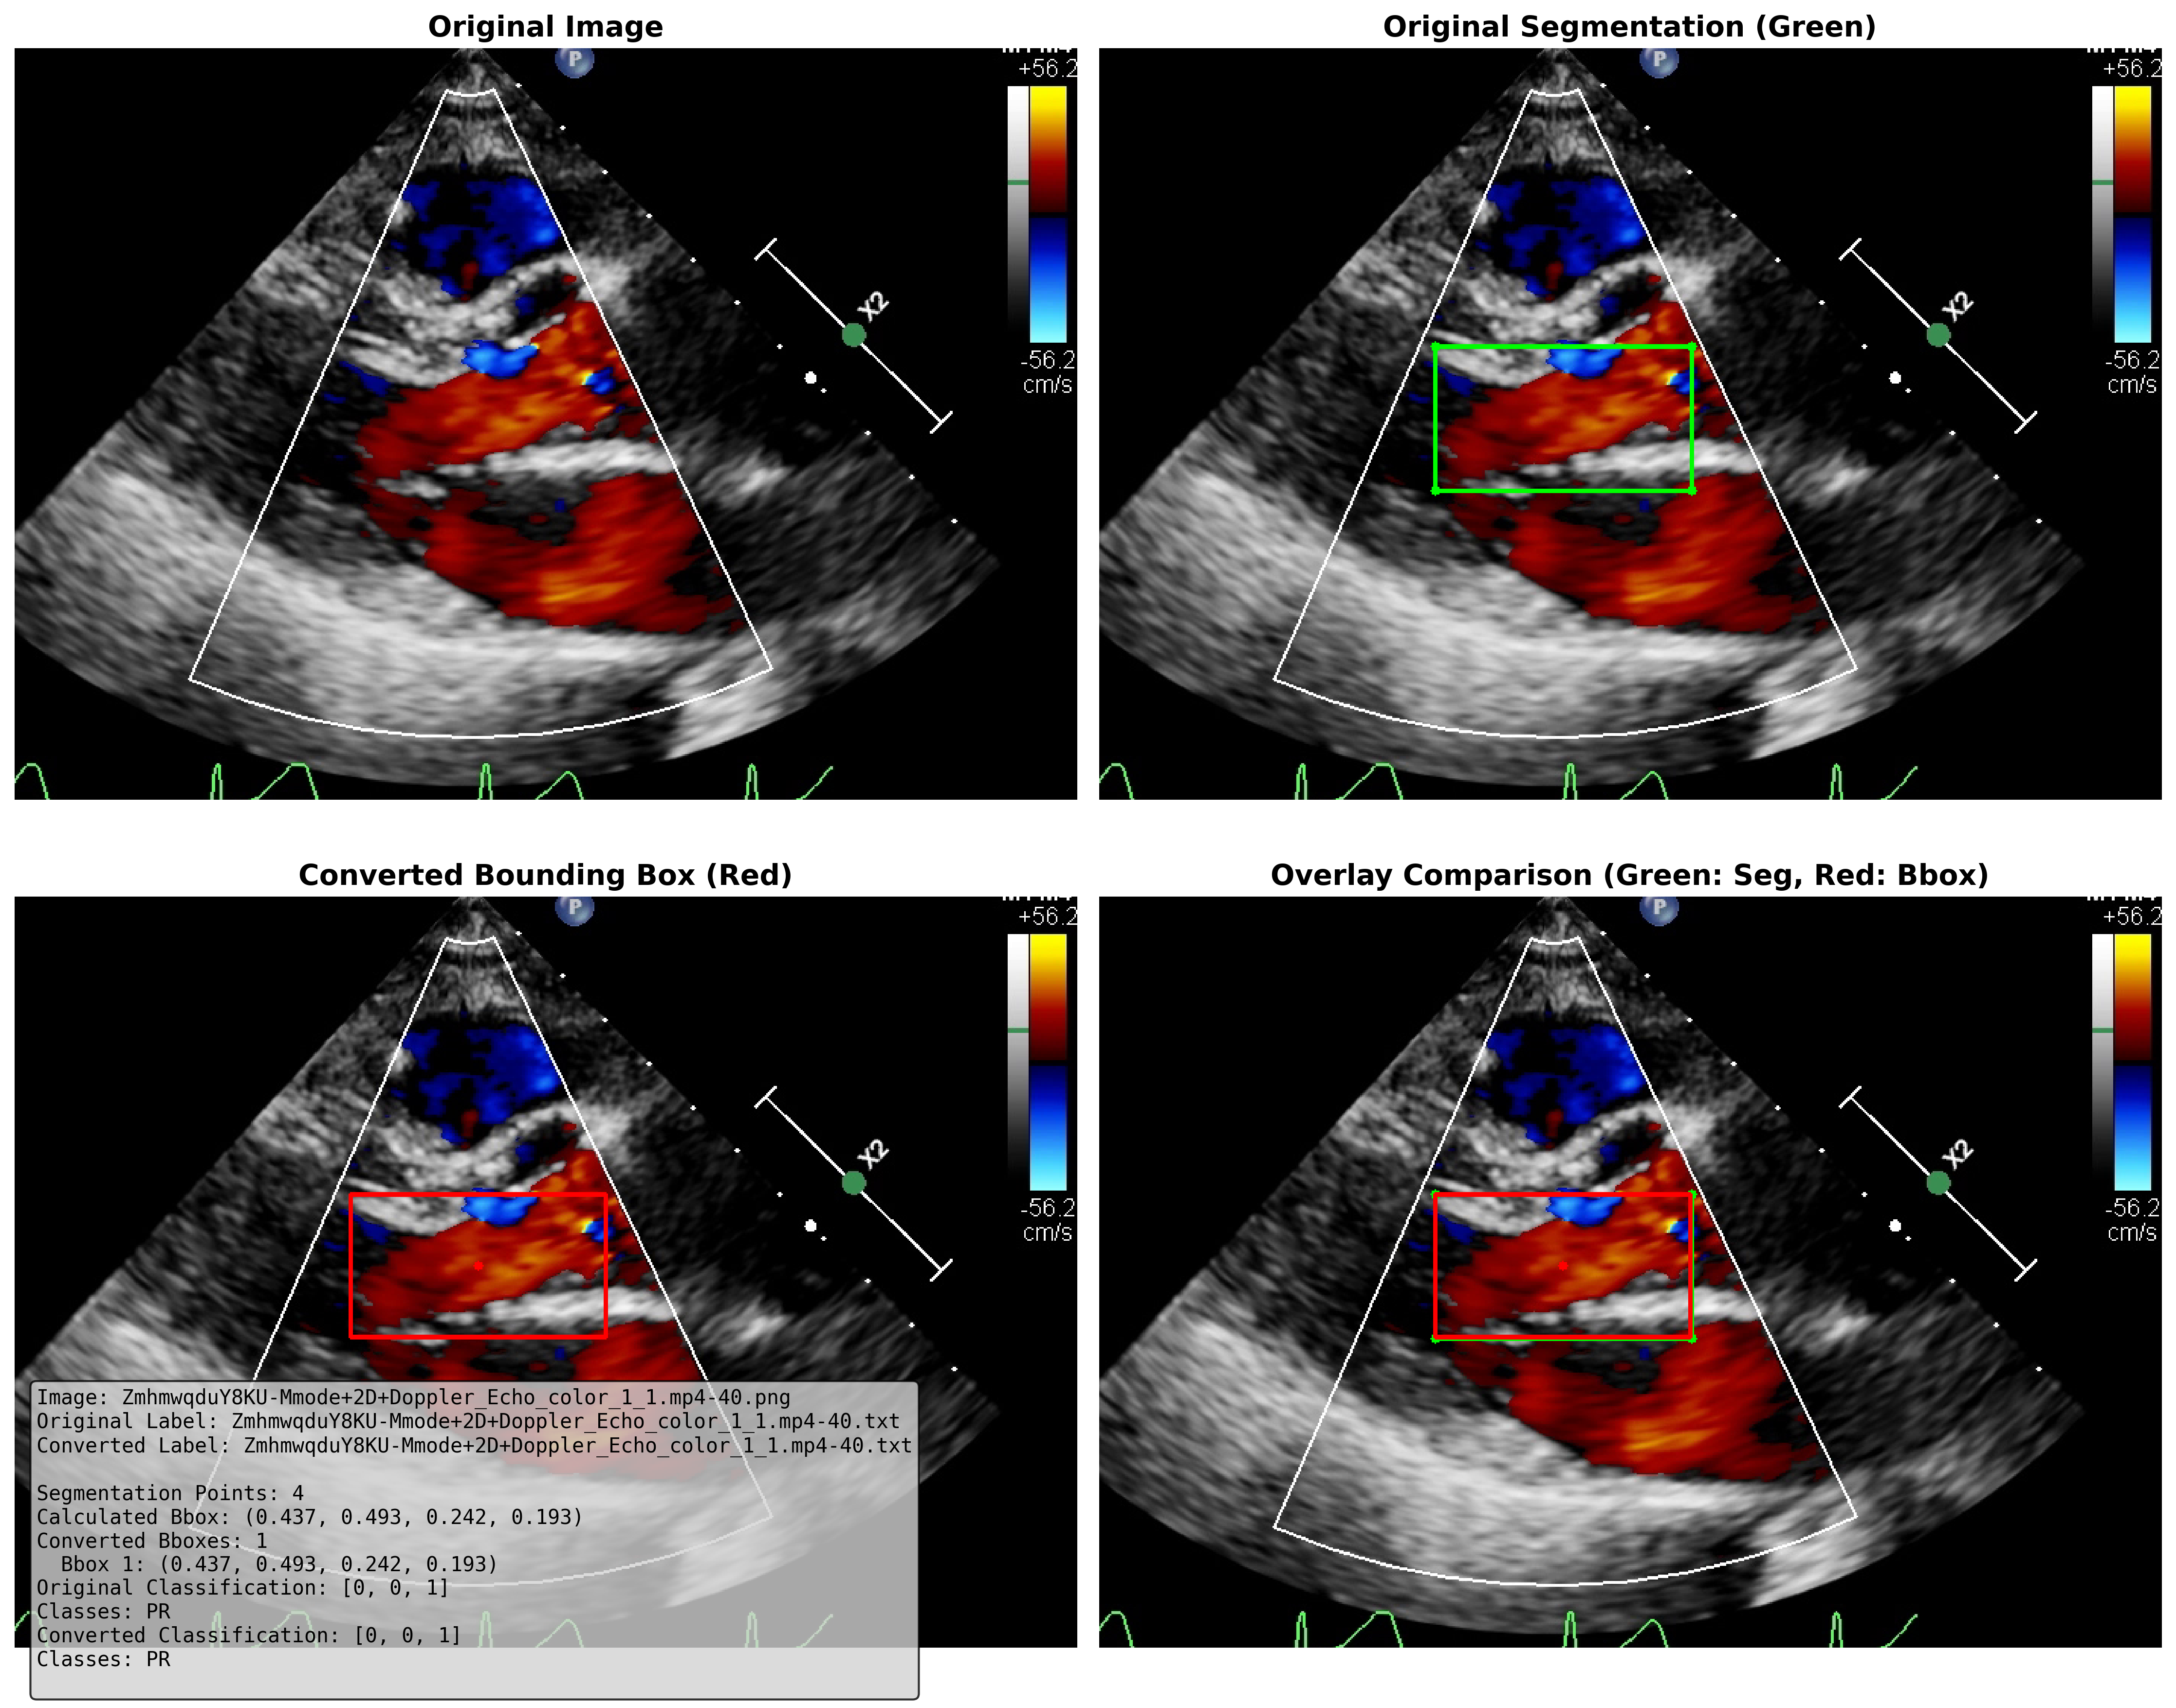 Original Image
P
+56.2
-56.2
cm/s
X2
Original Segmentation (Green)
P
+56.2
-56.2
cm/s
X2
Converted Bounding Box (Red)
P
+56.2
-56.2
cm/s
X2
Image: ZmhmwqduY8KU-Mmode+2D+Doppler_Echo_color_1_1.mp4-40.png
Original Label: ZmhmwqduY8KU-Mmode+2D+Doppler_Echo_color_1_1.mp4-40.txt
Converted Label: ZmhmwqduY8KU-Mmode+2D+Doppler_Echo_color_1_1.mp4-40.txt
Segmentation Points: 4
Calculated Bbox: (0.437, 0.493, 0.242, 0.193)
Converted Bboxes: 1
Bbox 1: (0.437, 0.493, 0.242, 0.193)
Original Classification: [0, 0, 1]
Classes: PR
Converted Classification: [0, 0, 1]
Classes: PR
Overlay Comparison (Green: Seg, Red: Bbox)
P
+56.2
-56.2
cm/s
X2